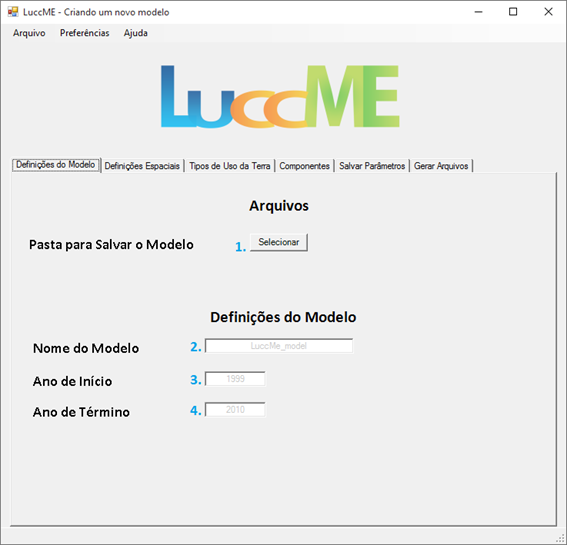 LuccME - Criando um novo modelo
Arquivo Preferências Ajuda
LuccME
Definições do Modelo Definições Espaciais Tipos de Uso da Terra Componentes Salvar Parâmetros Gerar Arquivos
Arquivos
Pasta para Salvar o Modelo 1. Selecionar
Definições do Modelo
Nome do Modelo 2. LuccMe_model
Ano de Início 3. 1999
Ano de Término 4. 2010